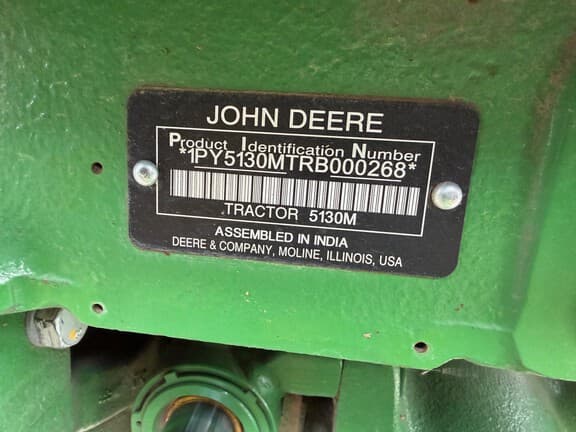 JOHN DEERE
Product Identification Number
*1PY5130MTRB000268*
TRACTOR 5130M
ASSEMBLED IN INDIA
DEERE & COMPANY, MOLINE, ILLINOIS, USA